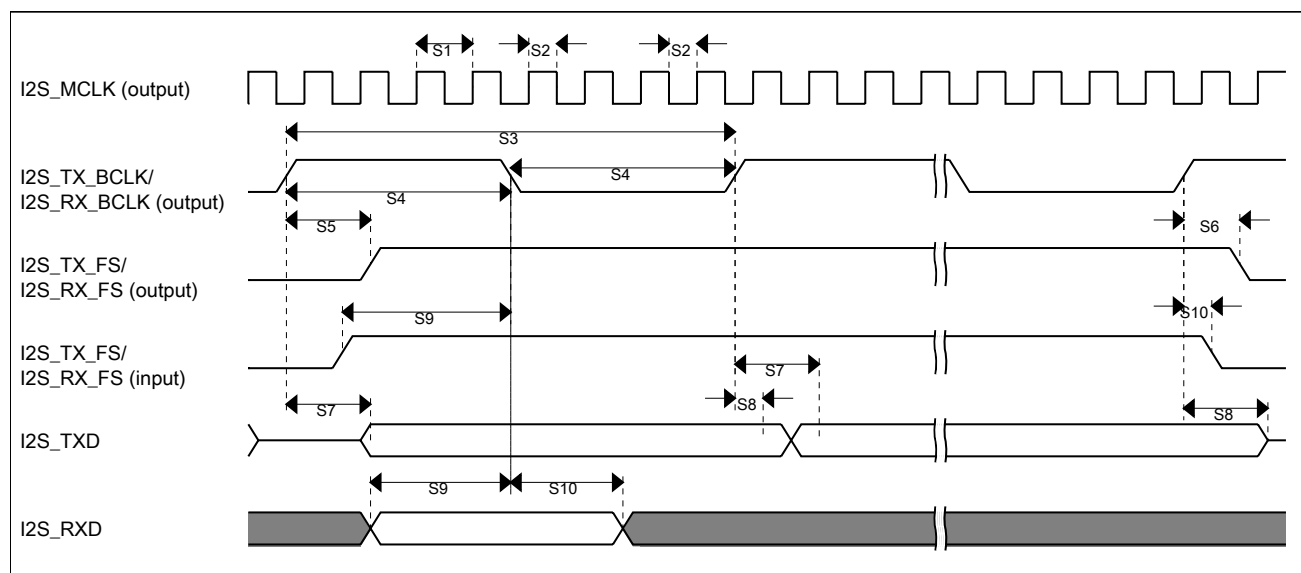 S1
S2
S2
I2S_MCLK (output)
S3
I2S_TX_BCLK/
I2S_RX_BCLK (output)
S4
S4
S5
S6
I2S_TX_FS/
I2S_RX_FS (output)
S9
S10
I2S_TX_FS/
I2S_RX_FS (input)
S7
S7
S8
S8
I2S_TXD
S9
S10
I2S_RXD